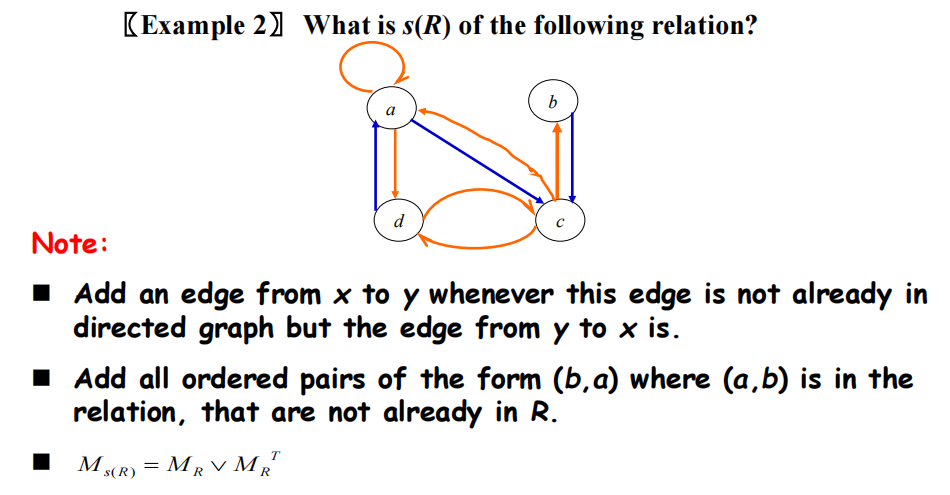 〖Example 2〗 What is s(R) of the following relation?
a
b
d
c
Note:
■ Add an edge from x to y whenever this edge is not already in
directed graph but the edge from y to x is.
■ Add all ordered pairs of the form (b,a) where (a,b) is in the
relation, that are not already in R.
■ M_{s(R)} = M_R ∨ M_R^T